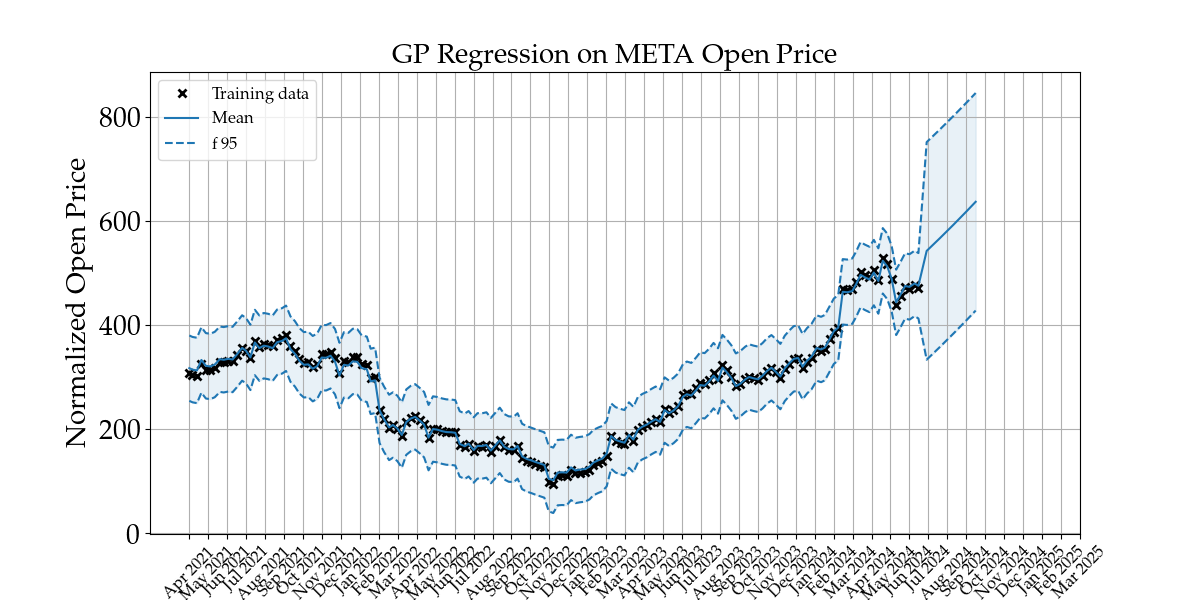 GP Regression on META Open Price
Training data
Mean
f 95
Normalized Open Price
800
600
400
200
0
Apr 2021
May 2021
Jun 2021
Jul 2021
Aug 2021
Sep 2021
Oct 2021
Nov 2021
Dec 2021
Jan 2022
Feb 2022
Mar 2022
Apr 2022
May 2022
Jun 2022
Jul 2022
Aug 2022
Sep 2022
Oct 2022
Nov 2022
Dec 2022
Jan 2023
Feb 2023
Mar 2023
Apr 2023
May 2023
Jun 2023
Jul 2023
Aug 2023
Sep 2023
Oct 2023
Nov 2023
Dec 2023
Jan 2024
Feb 2024
Mar 2024
Apr 2024
May 2024
Jun 2024
Jul 2024
Aug 2024
Sep 2024
Oct 2024
Nov 2024
Dec 2024
Jan 2025
Feb 2025
Mar 2025